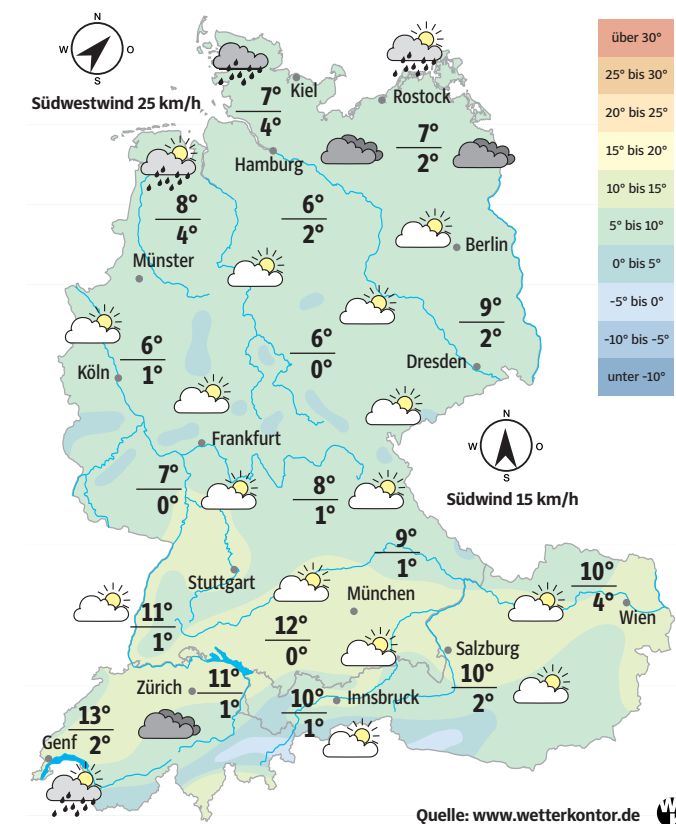 N
W O
S
Südwestwind 25 km/h
über 30°
25° bis 30°
20° bis 25°
15° bis 20°
10° bis 15°
5° bis 10°
0° bis 5°
-5° bis 0°
-10° bis -5°
unter -10°
Kiel
7°
4°
Rostock
7°
2°
Hamburg
8°
4°
6°
2°
Berlin
Münster
9°
2°
6°
1°
6°
0°
Köln
Dresden
Frankfurt
N
W O
S
Südwind 15 km/h
7°
0°
8°
1°
9°
1°
Stuttgart
10°
4°
München
Wien
11°
1°
12°
0°
Salzburg
10°
2°
Zürich
11°
1°
Innsbruck
10°
1°
13°
2°
Genf
Quelle: www.wetterkontor.de